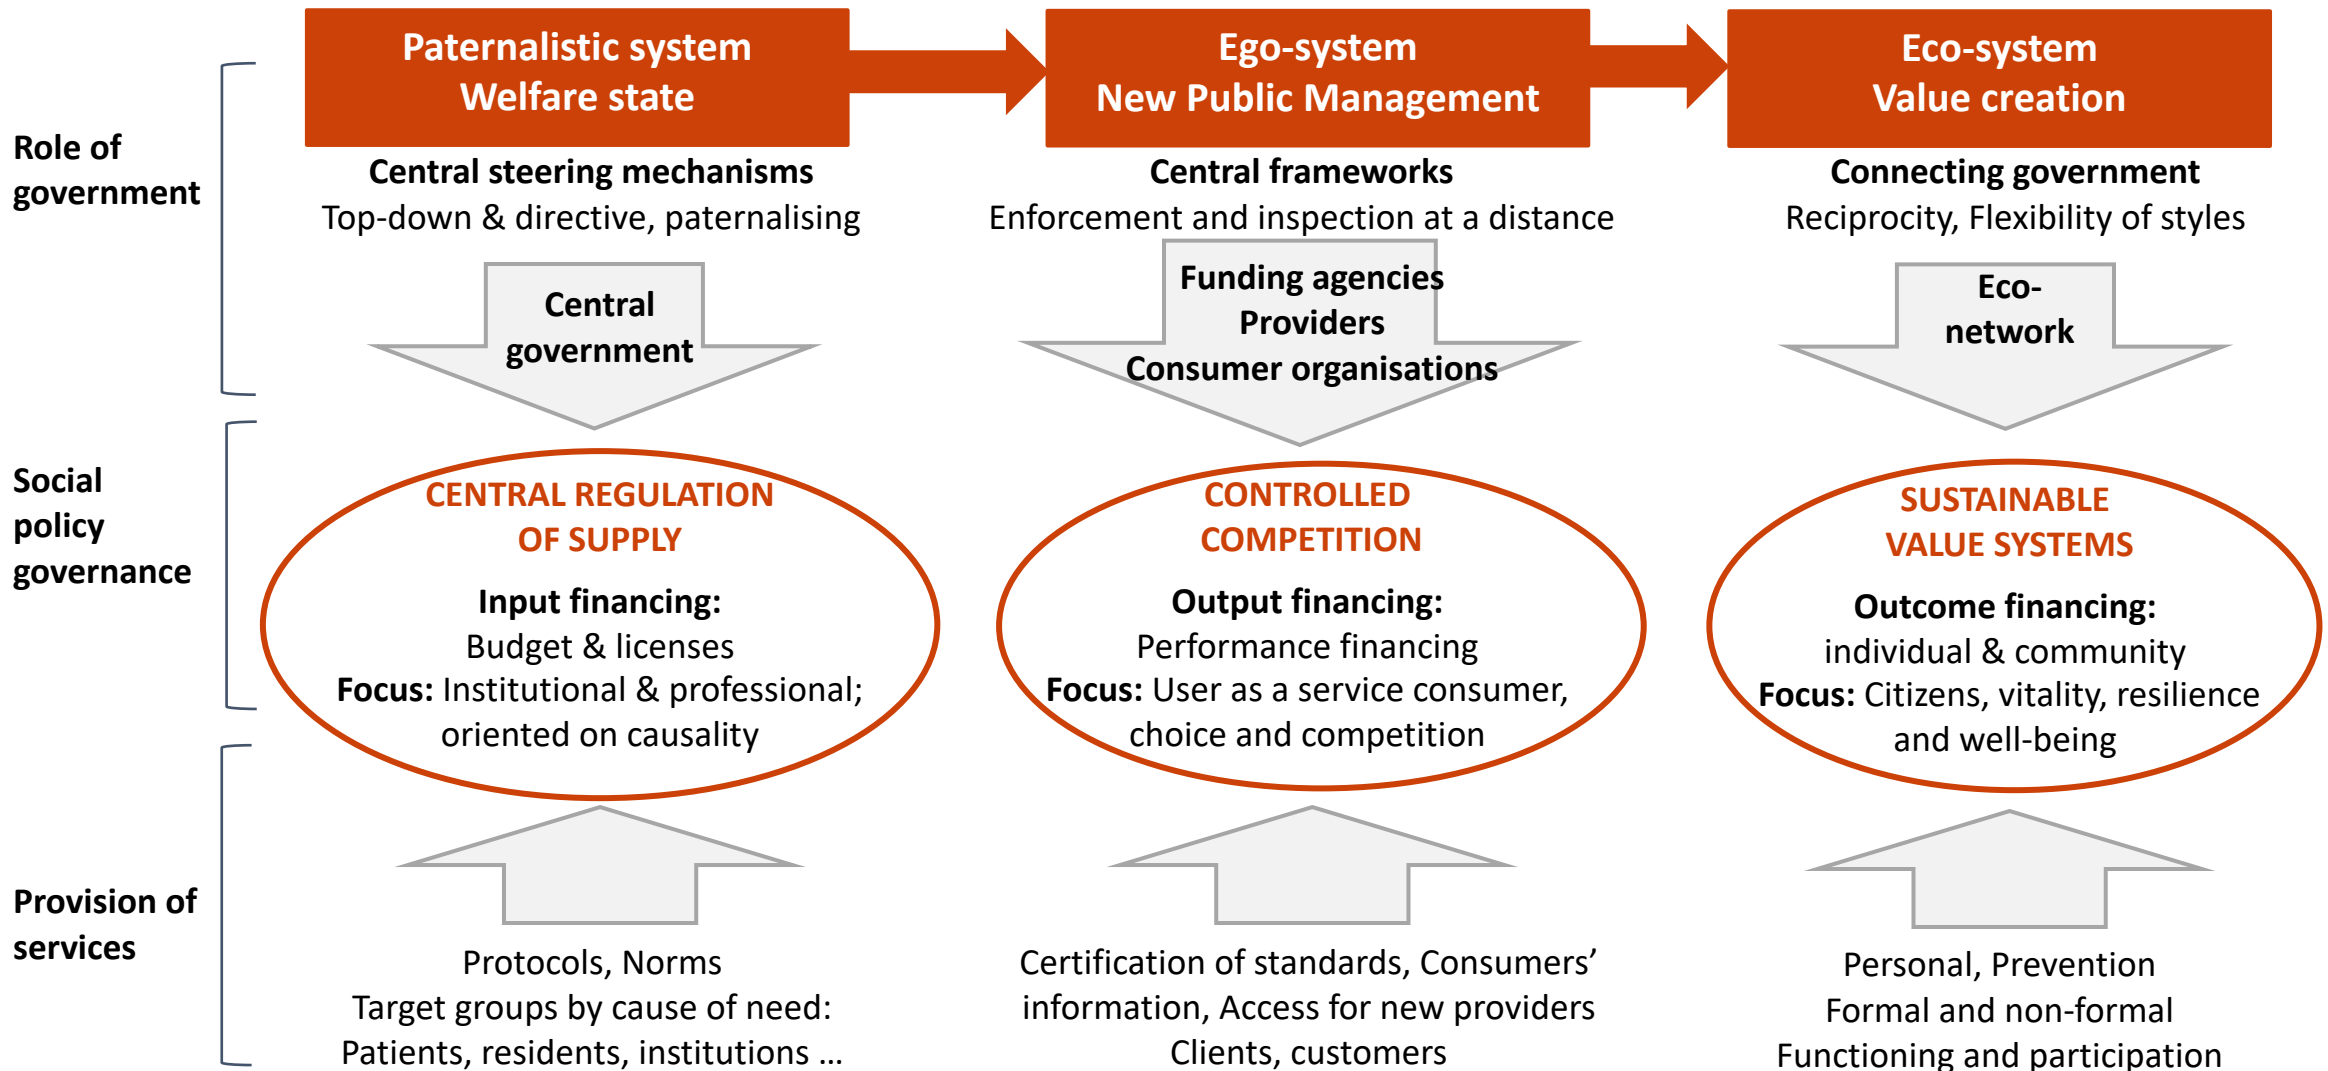 Paternalistic system
Welfare state
Ego-system
New Public Management
Eco-system
Value creation
Role of
government
Central steering mechanisms
Top-down & directive, paternalising
Central frameworks
Enforcement and inspection at a distance
Connecting government
Reciprocity, Flexibility of styles
Central
government
Funding agencies
Providers
Consumer organisations
Eco-
network
Social
policy
governance
CENTRAL REGULATION
OF SUPPLY
Input financing:
Budget & licenses
Focus: Institutional & professional;
oriented on causality
CONTROLLED
COMPETITION
Output financing:
Performance financing
Focus: User as a service consumer,
choice and competition
SUSTAINABLE
VALUE SYSTEMS
Outcome financing:
individual & community
Focus: Citizens, vitality, resilience
and well-being
Provision of
services
Protocols, Norms
Target groups by cause of need:
Patients, residents, institutions ...
Certification of standards, Consumers’
information, Access for new providers
Clients, customers
Personal, Prevention
Formal and non-formal
Functioning and participation